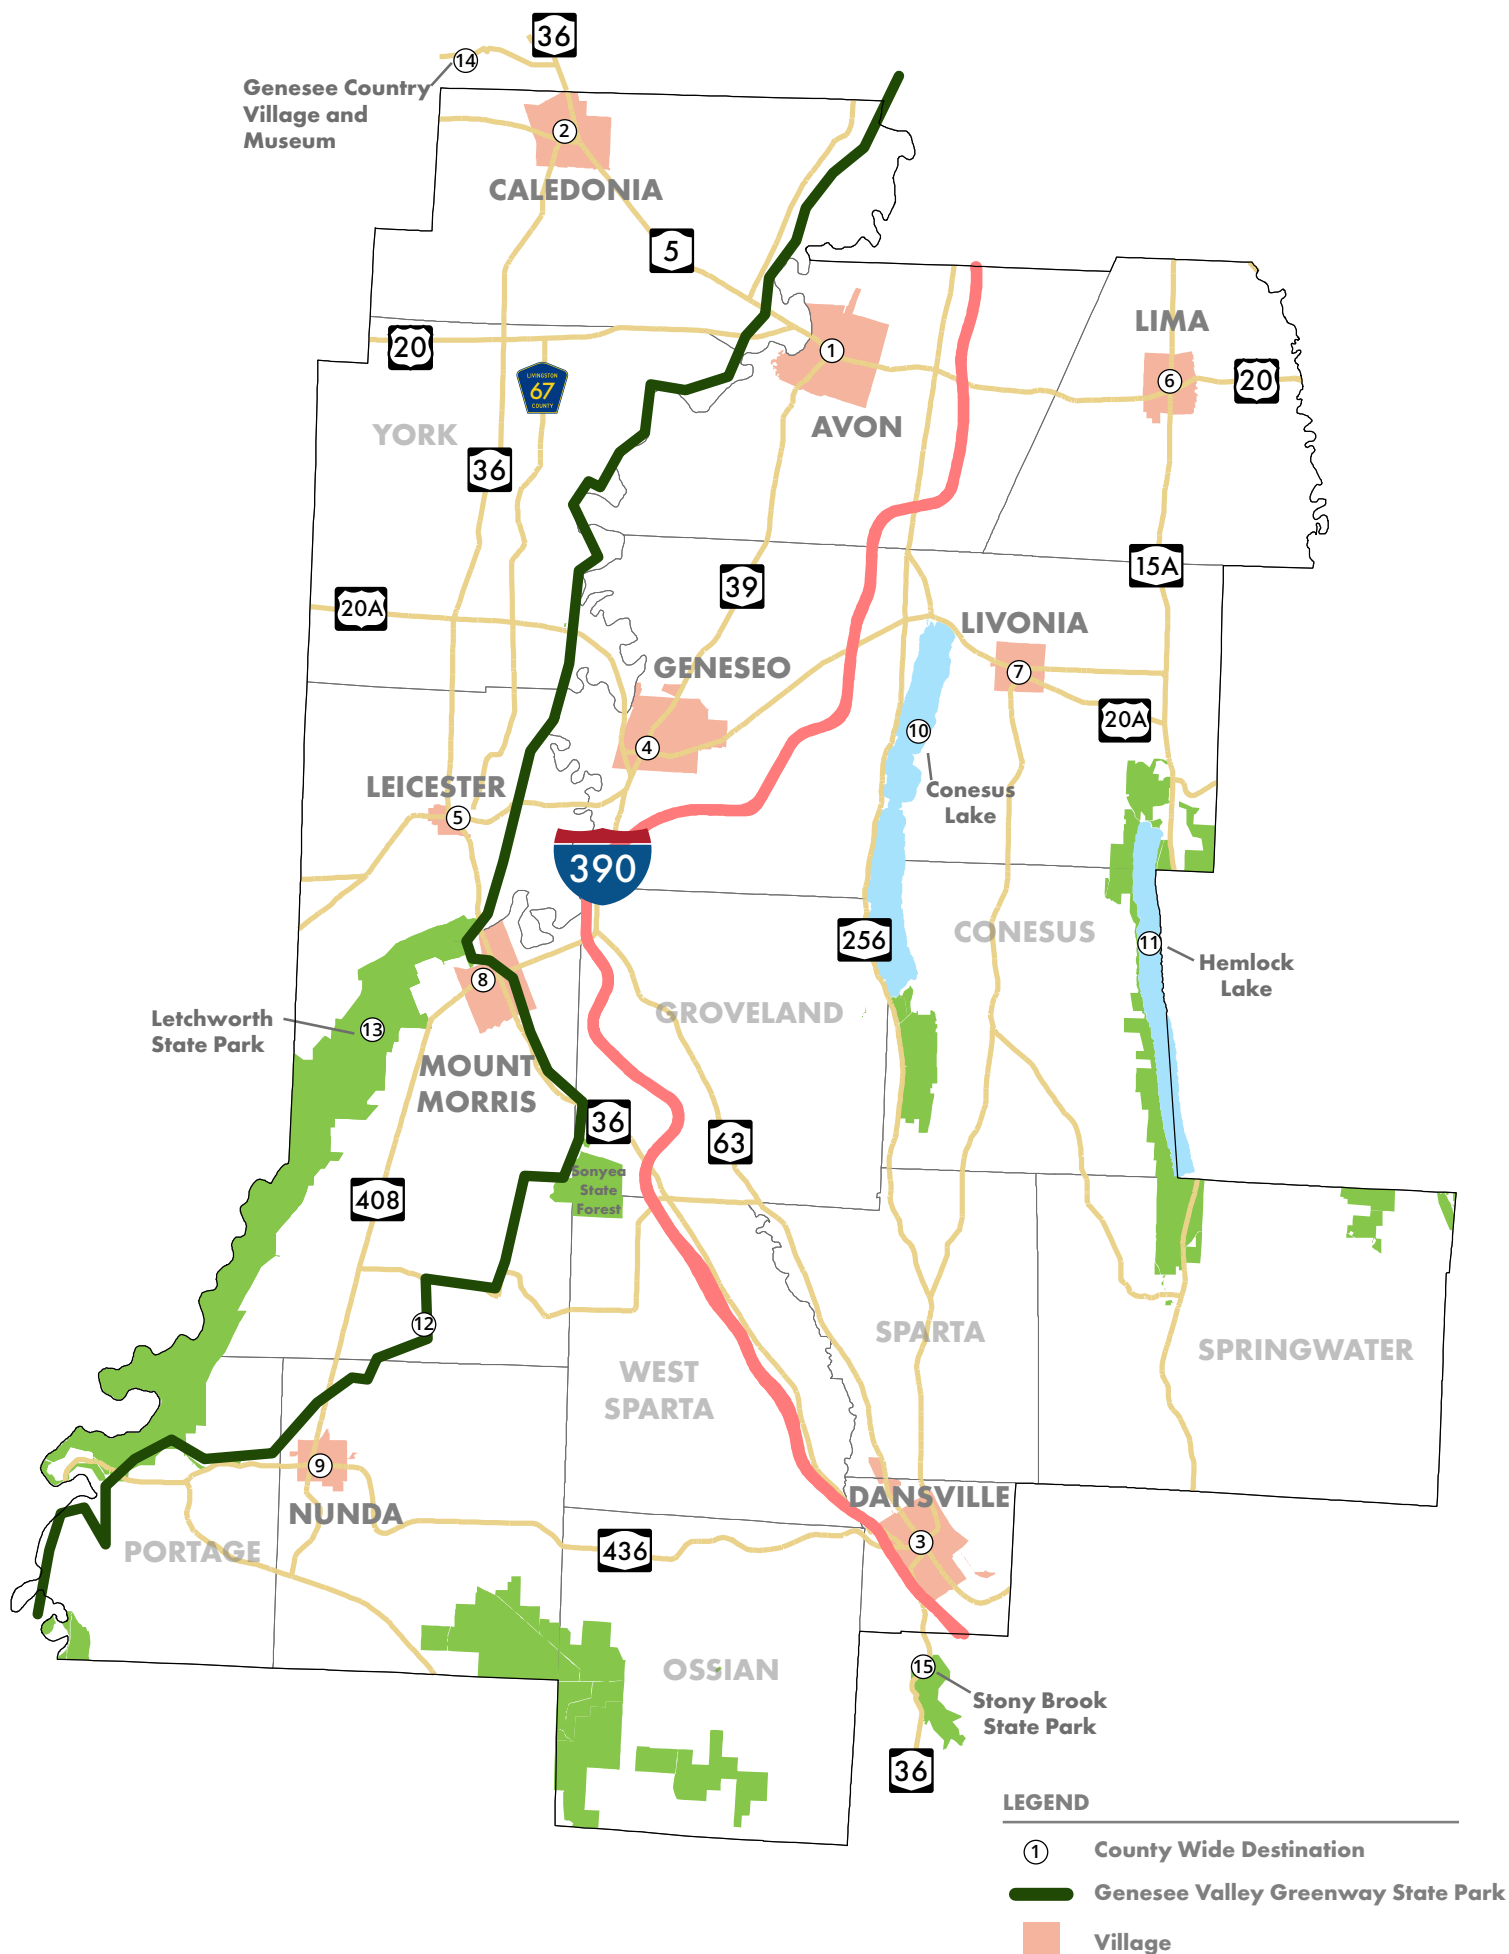 36
14
Genesee Country
Village and
Museum
2
CALEDONIA
5
LIMA
20
1
6
20
LIVINGSTON
67
COUNTY
AVON
YORK
36
15A
39
20A
LIVONIA
GENESEO
7
20A
10
4
Conesus
Lake
LEICESTER
5
390
256
CONESUS
11
Hemlock
Lake
8
GROVELAND
Letchworth
State Park
13
MOUNT
MORRIS
36
63
Sonyea
State
Forest
408
12
SPARTA
SPRINGWATER
WEST
SPARTA
9
DANSVILLE
NUNDA
3
436
PORTAGE
OSSIAN
15
Stony Brook
State Park
36
LEGEND
1 County Wide Destination
Genesee Valley Greenway State Park
Village